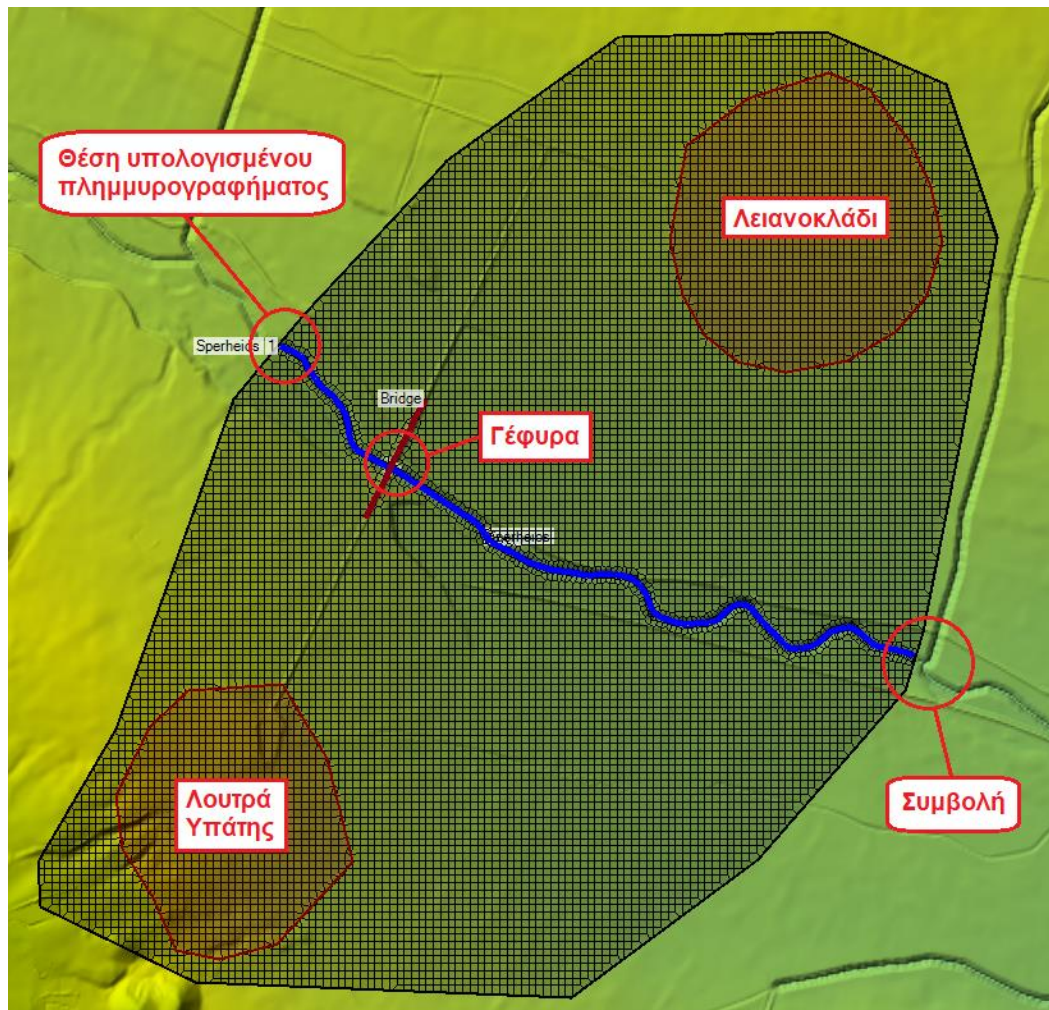 Θέση υπολογισμένου
πλημμυρογραφήματος
Λειανοκλάδι
Sperheios 1
Bridge
Γέφυρα
Λουτρά
Υπάτης
Συμβολή